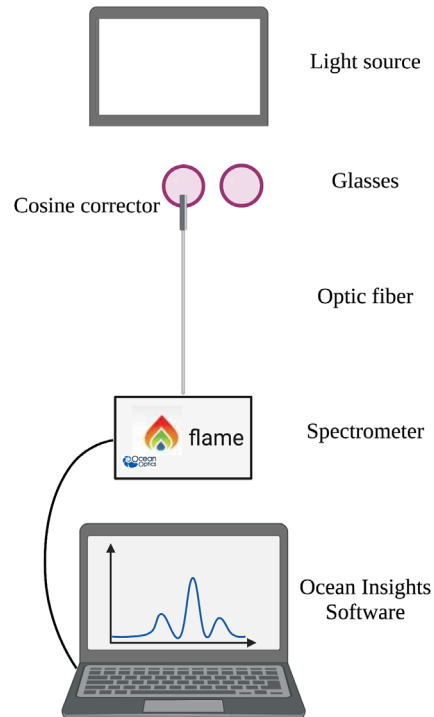 Light source
Glasses
Cosine corrector
Optic fiber
flame
Ocean
Optics
Spectrometer
Ocean Insights
Software